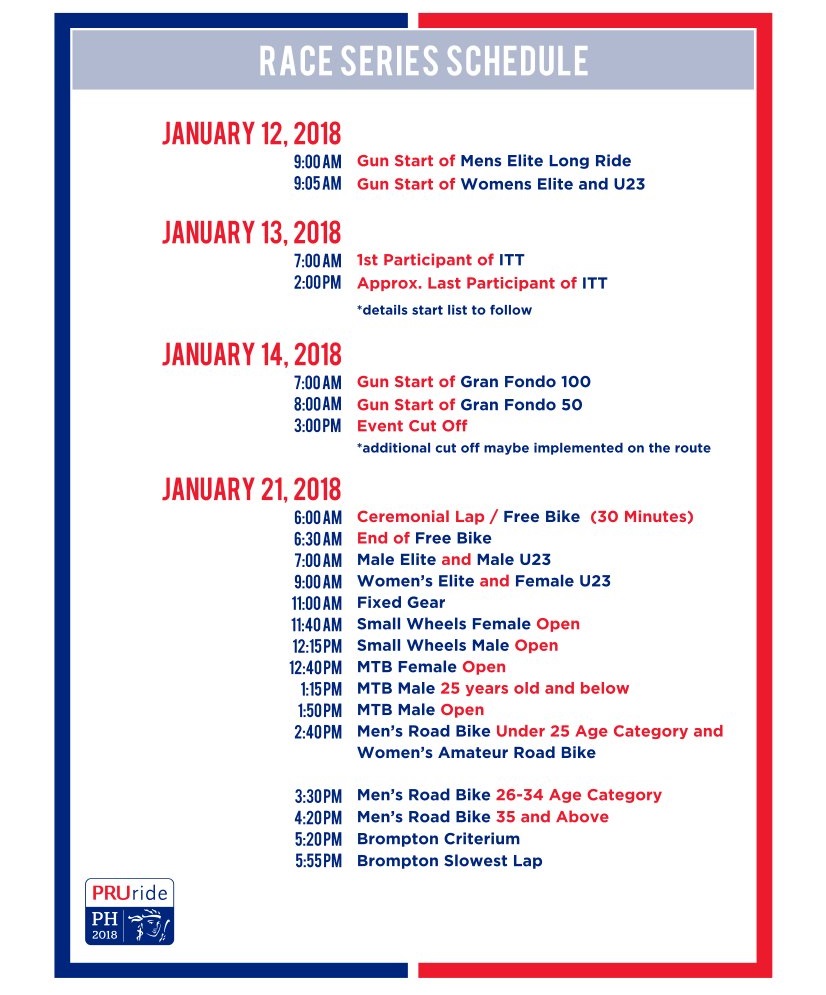 RACE SERIES SCHEDULE
JANUARY 12, 2018
9:00 AM Gun Start of Mens Elite Long Ride
9:05 AM Gun Start of Womens Elite and U23
JANUARY 13, 2018
7:00 AM 1st Participant of ITT
2:00 PM Approx. Last Participant of ITT
*details start list to follow
JANUARY 14, 2018
7:00 AM Gun Start of Gran Fondo 100
8:00 AM Gun Start of Gran Fondo 50
3:00 PM Event Cut Off
*additional cut off maybe implemented on the route
JANUARY 21, 2018
6:00 AM Ceremonial Lap / Free Bike (30 Minutes)
6:30 AM End of Free Bike
7:00 AM Male Elite and Male U23
9:00 AM Women's Elite and Female U23
11:00 AM Fixed Gear
11:40 AM Small Wheels Female Open
12:15 PM Small Wheels Male Open
12:40 PM MTB Female Open
1:15 PM MTB Male 25 years old and below
1:50 PM MTB Male Open
2:40 PM Men's Road Bike Under 25 Age Category and
Women's Amateur Road Bike
3:30 PM Men's Road Bike 26-34 Age Category
4:20 PM Men's Road Bike 35 and Above
5:20 PM Brompton Criterium
5:55 PM Brompton Slowest Lap
PRUride
PH
2018